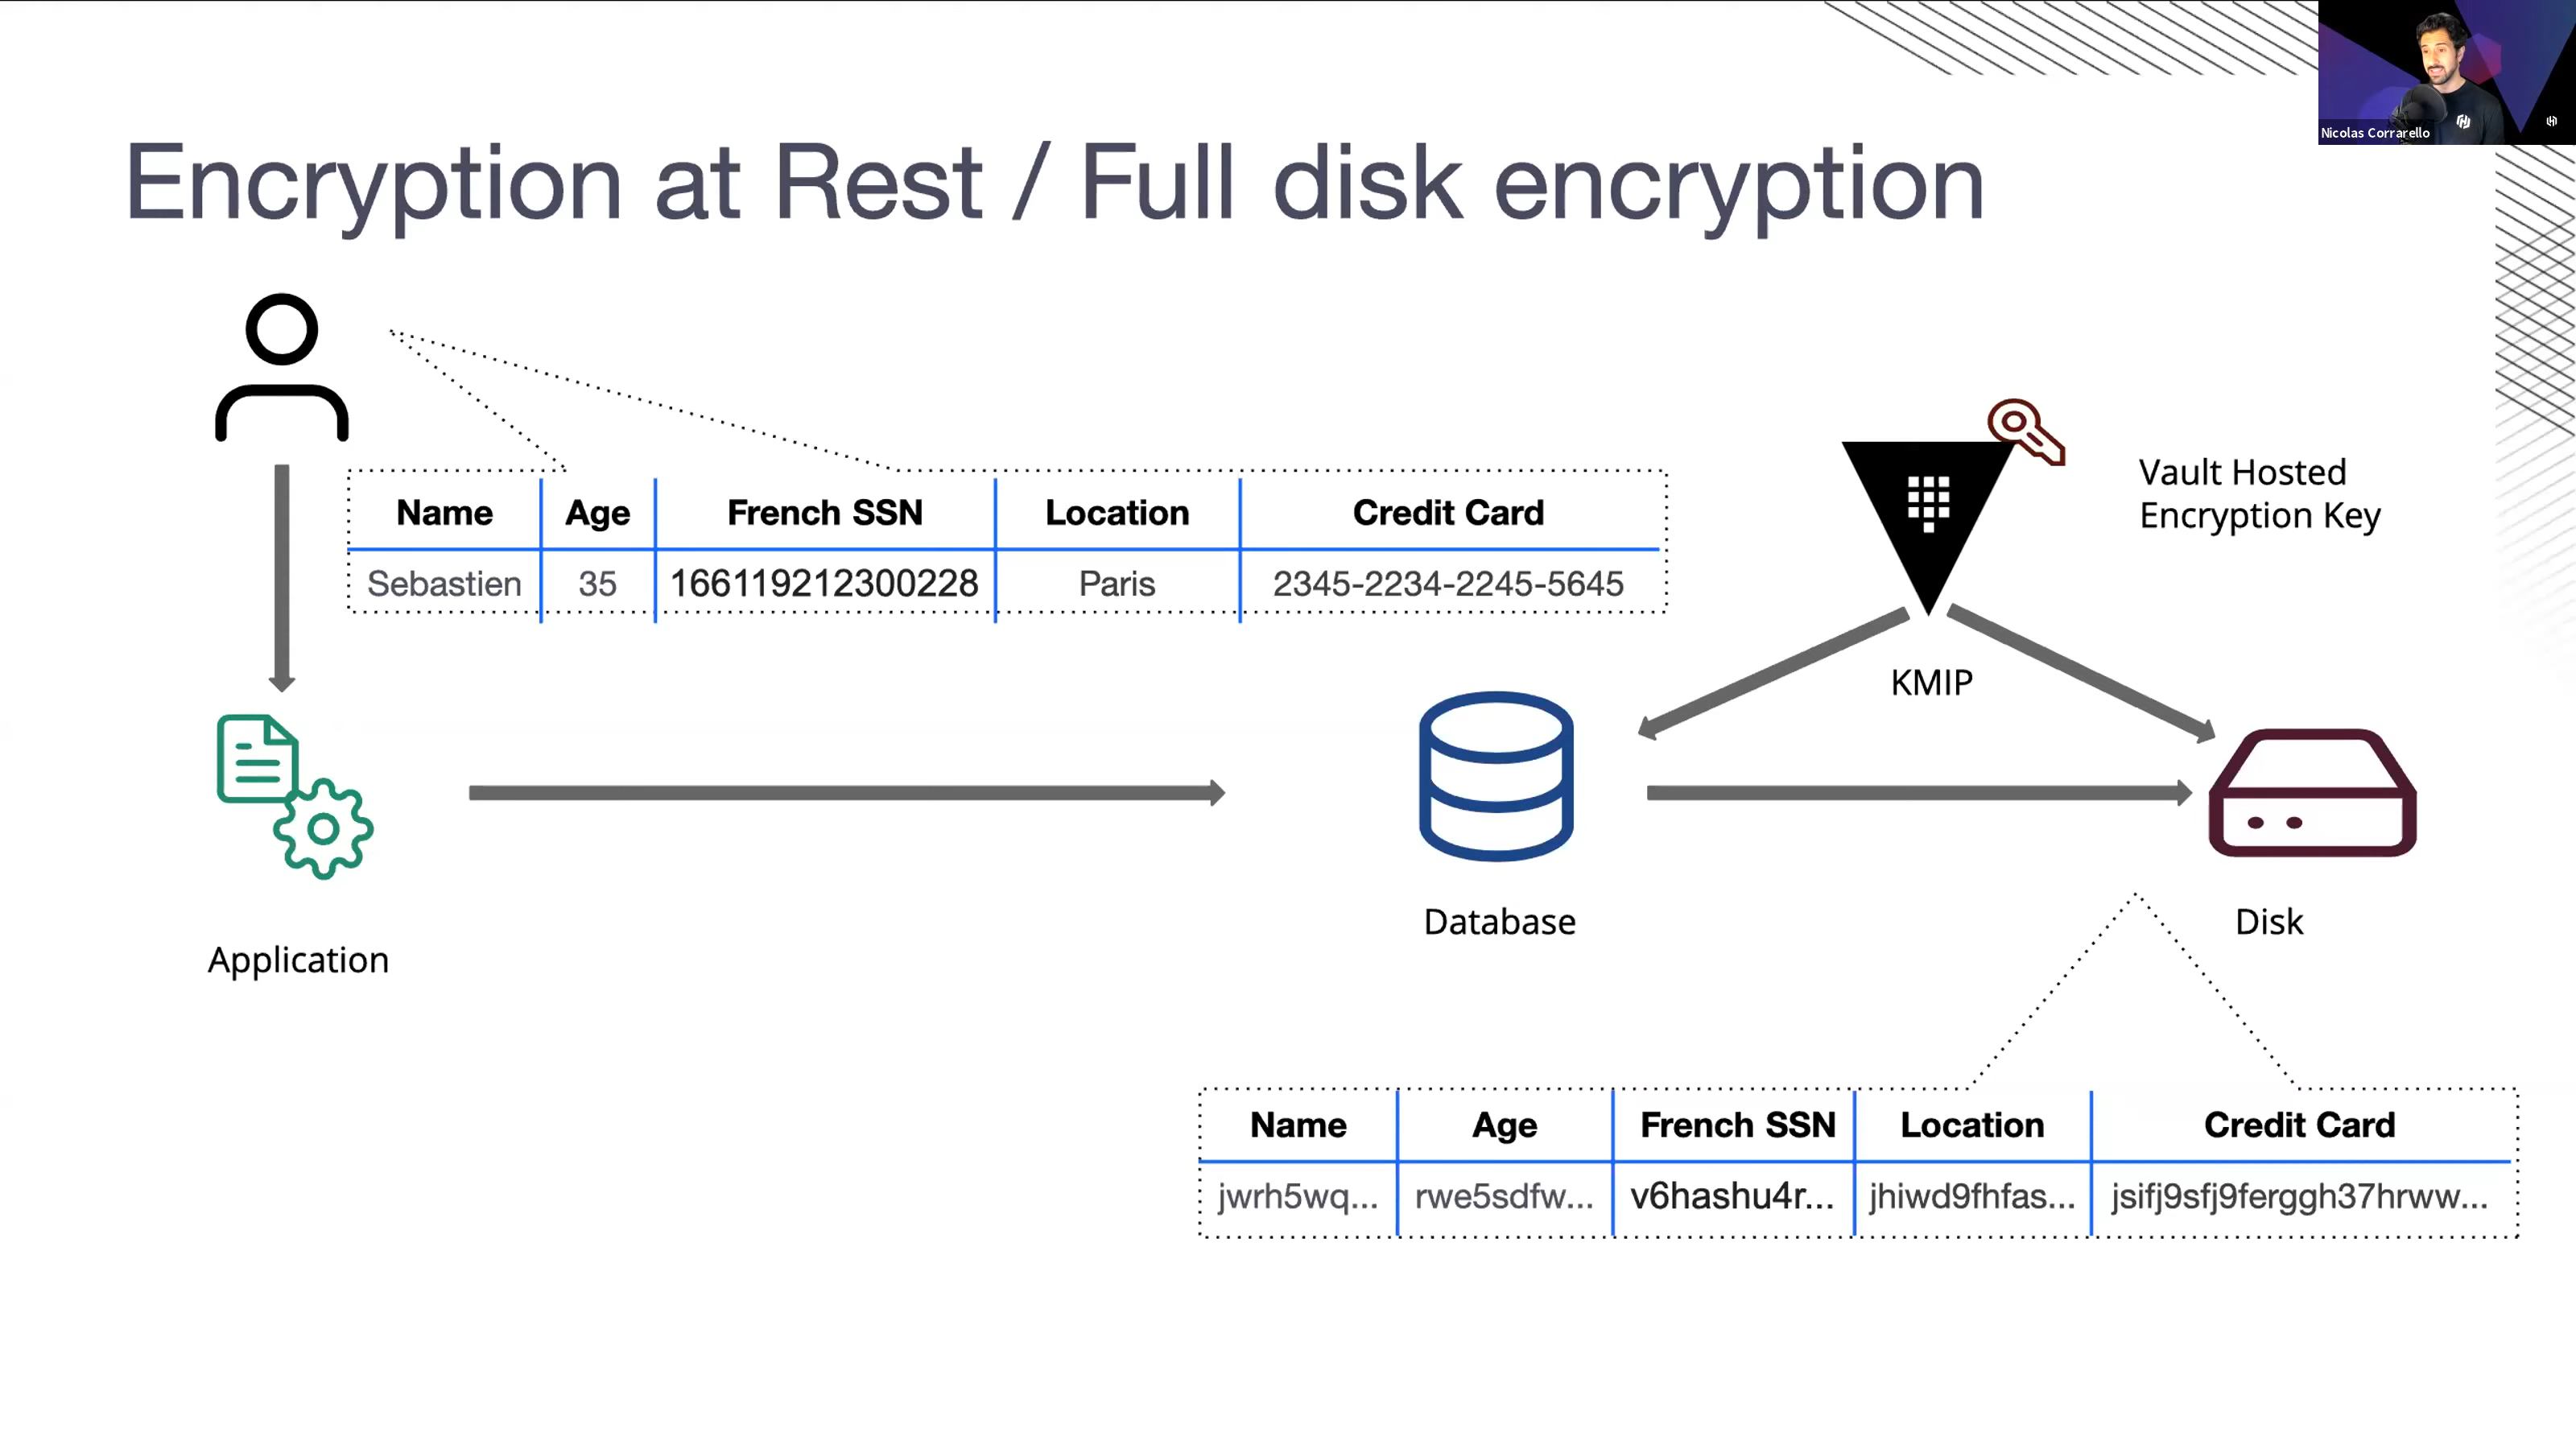 Nicolas Corrarello
Encryption at Rest / Full disk encryption
Name Age French SSN Location Credit Card
Sebastien 35 166119212300228 Paris 2345-2234-2245-5645
Vault Hosted
Encryption Key
KMIP
Application
Database
Disk
Name Age French SSN Location Credit Card
jwrh5wq... rwe5sdfw... v6hashu4r... jhiwd9fhfas... jsifj9sfj9ferggh37hrww...